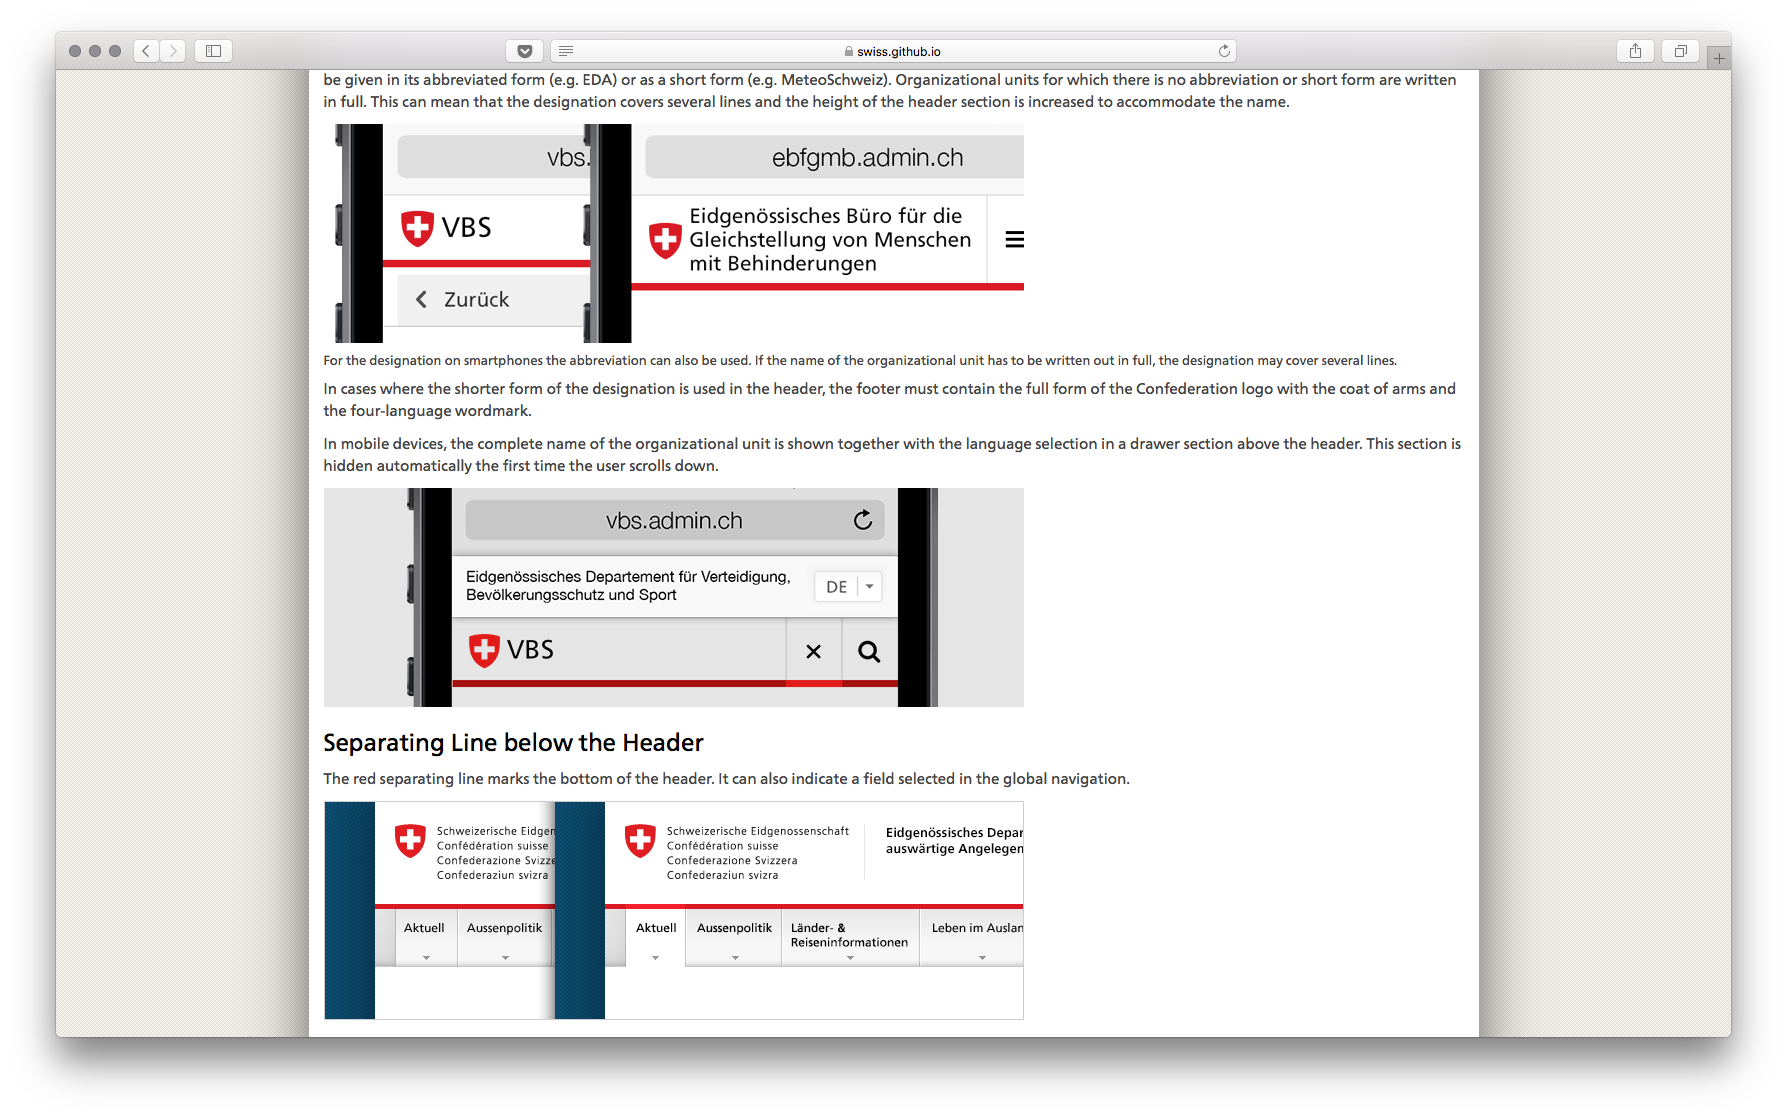 swiss.github.io
be given in its abbreviated form (e.g. EDA) or as a short form (e.g. MeteoSchweiz). Organizational units for which there is no abbreviation or short form are written
in full. This can mean that the designation covers several lines and the height of the header section is increased to accommodate the name.
vbs.
VBS
Zurück
ebfgmb.admin.ch
Eidgenössisches Büro für die
Gleichstellung von Menschen
mit Behinderungen
For the designation on smartphones the abbreviation can also be used. If the name of the organizational unit has to be written out in full, the designation may cover several lines.
In cases where the shorter form of the designation is used in the header, the footer must contain the full form of the Confederation logo with the coat of arms and
the four-language wordmark.
In mobile devices, the complete name of the organizational unit is shown together with the language selection in a drawer section above the header. This section is
hidden automatically the first time the user scrolls down.
vbs.admin.ch
Eidgenössisches Departement für Verteidigung,
Bevölkerungsschutz und Sport
DE
VBS
Separating Line below the Header
The red separating line marks the bottom of the header. It can also indicate a field selected in the global navigation.
Schweizerische Eidgen
Confédération suisse
Confederazione Svizze
Confederaziun svizra
Aktuell
Aussenpolitik
Schweizerische Eidgenossenschaft
Confédération suisse
Confederazione Svizzera
Confederaziun svizra
Eidgenössisches Depar
auswärtige Angelegen
Aktuell
Aussenpolitik
Länder- &
Reiseninformationen
Leben im Auslan